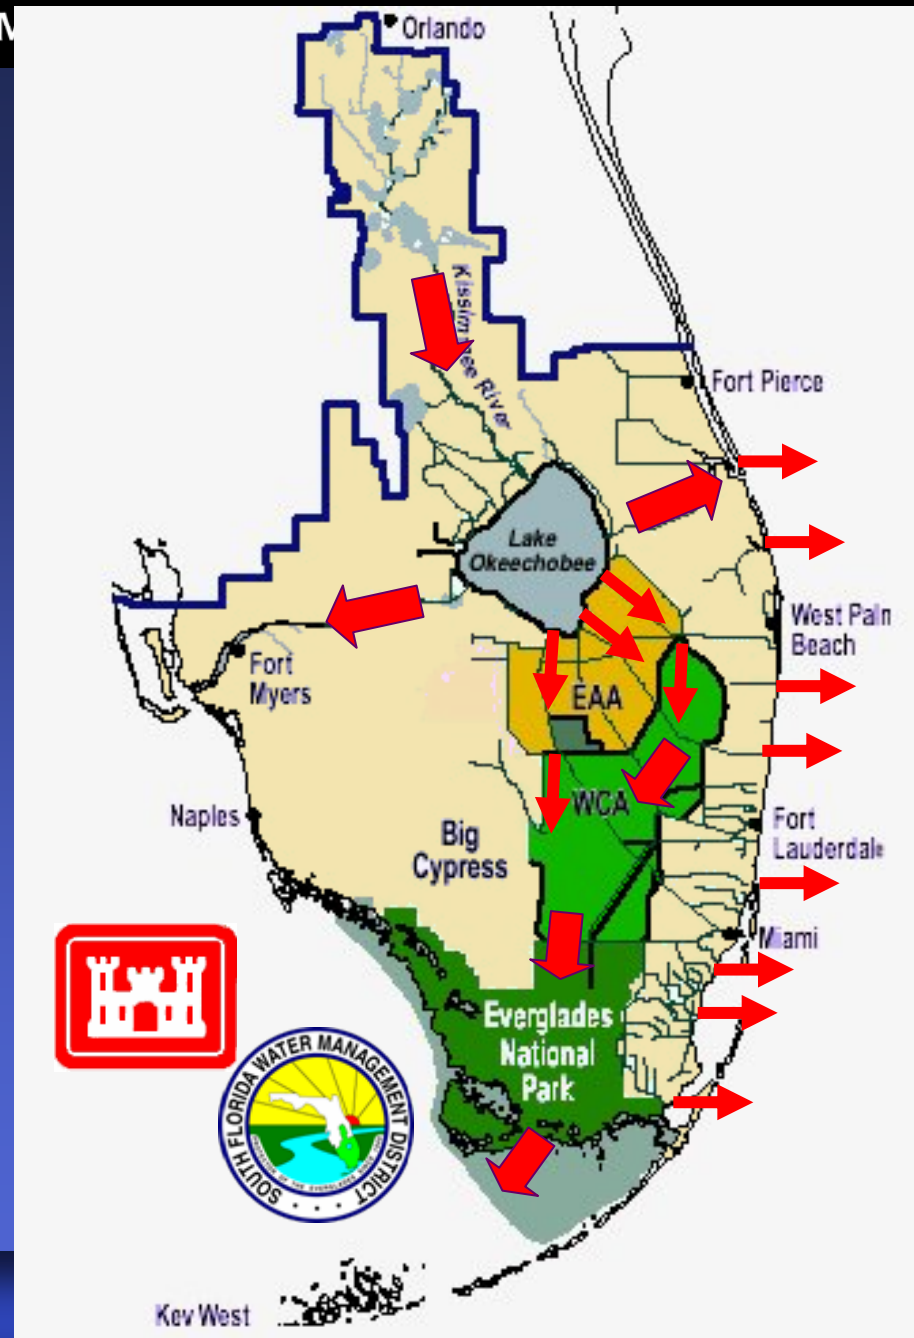 M
Orlando
Kissimmee River
Fort Pierce
Lake
Okeechobee
West Paln
Beach
Fort
Myers
EAA
WCA
Naples
Big
Cypress
Fort
Lauderdale
Miami
Everglades
National
Park
SOUTH FLORIDA WATER MANAGEMENT DISTRICT
Key West